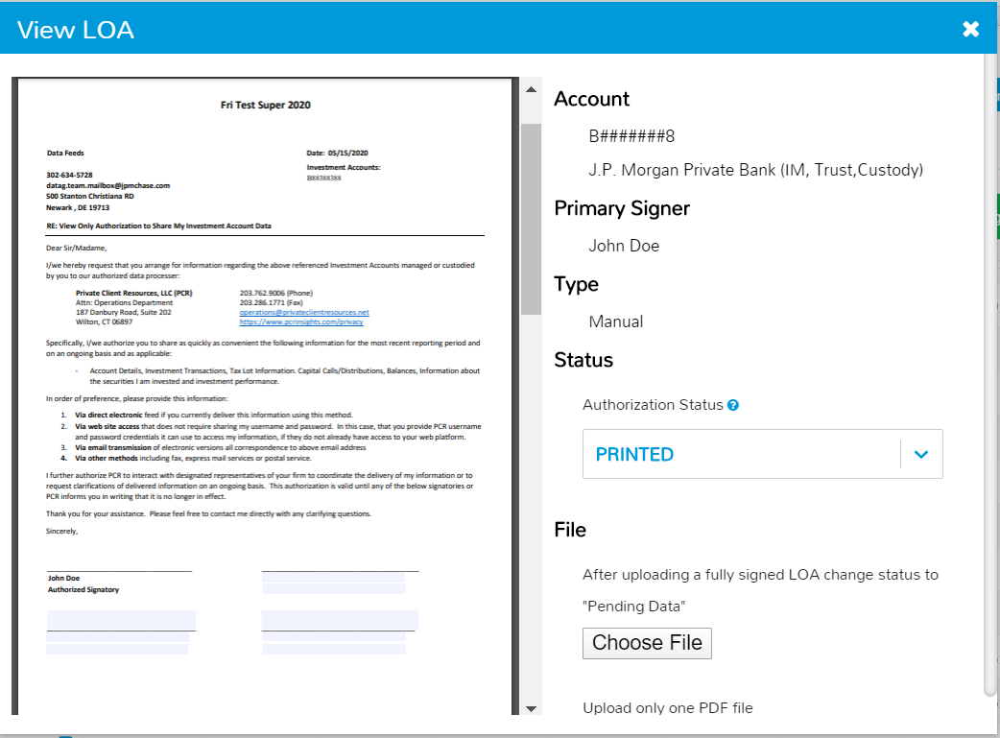 View LOA
Fri Test Super 2020
Data Feeds
Date: 05/15/2020
Investment Accounts:
B88388388
302-634-5728
datag.team.mailbox@jpmchase.com
500 Stanton Christiana RD
Newark , DE 19713
RE: View Only Authorization to Share My Investment Account Data
Dear Sir/Madame,
I/we hereby request that you arrange for information regarding the above referenced Investment Accounts managed or custodied
by you to our authorized data processer:
Private Client Resources, LLC (PCR)
203.762.9006 (Phone)
Attn: Operations Department
203.286.1771 (Fax)
187 Danbury Road, Suite 202
operations@privateclientresources.net
Wilton, CT 06897
https://www.pcrinsights.com/privacy
Specifically, I/we authorize you to share as quickly as convenient the following information for the most recent reporting period and
on an ongoing basis and as applicable:
- Account Details, Investment Transactions, Tax Lot Information. Capital Calls/Distributions, Balances, Information about
the securities I am invested and investment performance.
In order of preference, please provide this information:
1. Via direct electronic feed if you currently deliver this information using this method.
2. Via web site access that does not require sharing my username and password. In this case, that you provide PCR username
and password credentials it can use to access my information, if they do not already have access to your web platform.
3. Via email transmission of electronic versions all correspondence to above email address
4. Via other methods including fax, express mail services or postal service.
I further authorize PCR to interact with designated representatives of your firm to coordinate the delivery of my information or to
request clarifications of delivered information on an ongoing basis. This authorization is valid until any of the below signatories or
PCR informs you in writing that it is no longer in effect.
Thank you for your assistance. Please feel free to contact me directly with any clarifying questions.
Sincerely,
John Doe
Authorized Signatory
Account
B#######8
J.P. Morgan Private Bank (IM, Trust,Custody)
Primary Signer
John Doe
Type
Manual
Status
Authorization Status ?
PRINTED
File
After uploading a fully signed LOA change status to
"Pending Data"
Choose File
Upload only one PDF file